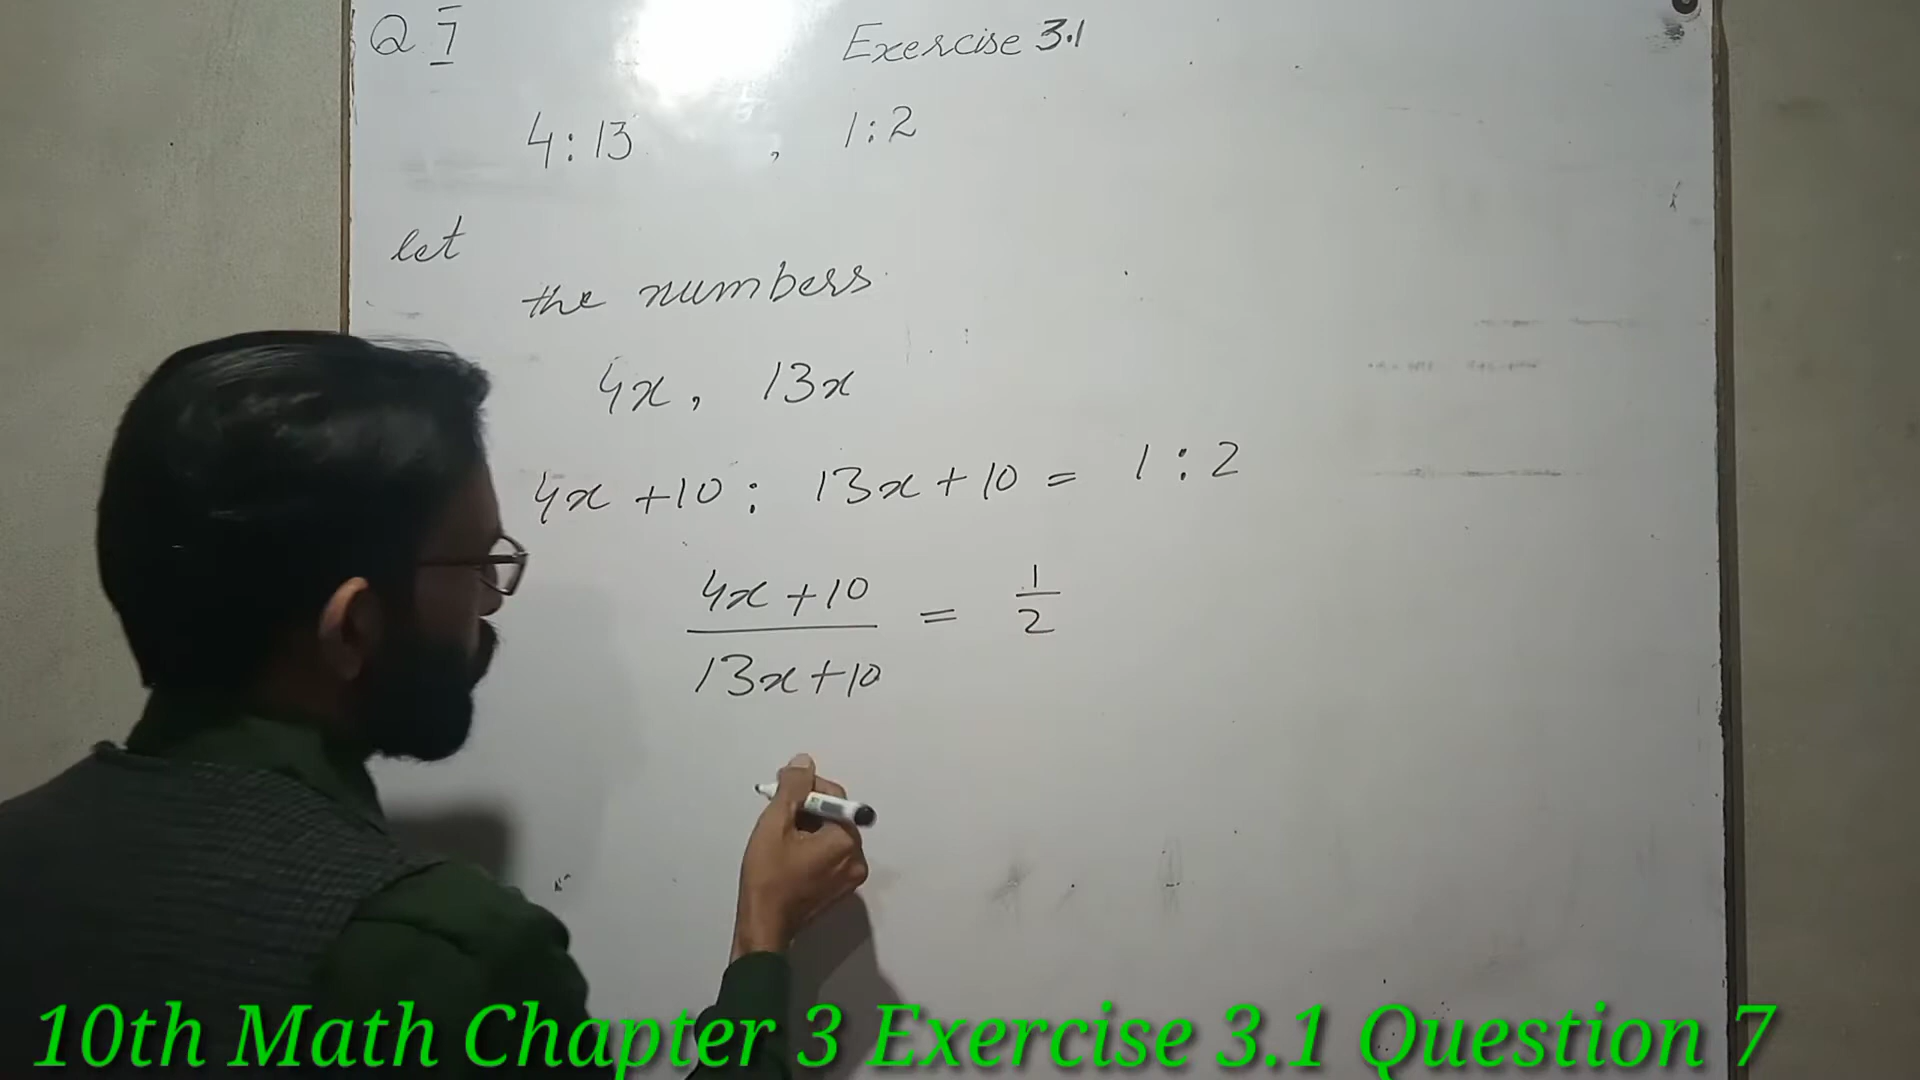 Q 7 Exercise 3.1
4:13 , 1:2
let
the numbers
4x, 13x
4x +10 : 13x + 10 = 1 : 2
4x +10 / 13x+10 = 1/2
10th Math Chapter 3 Exercise 3.1 Question 7